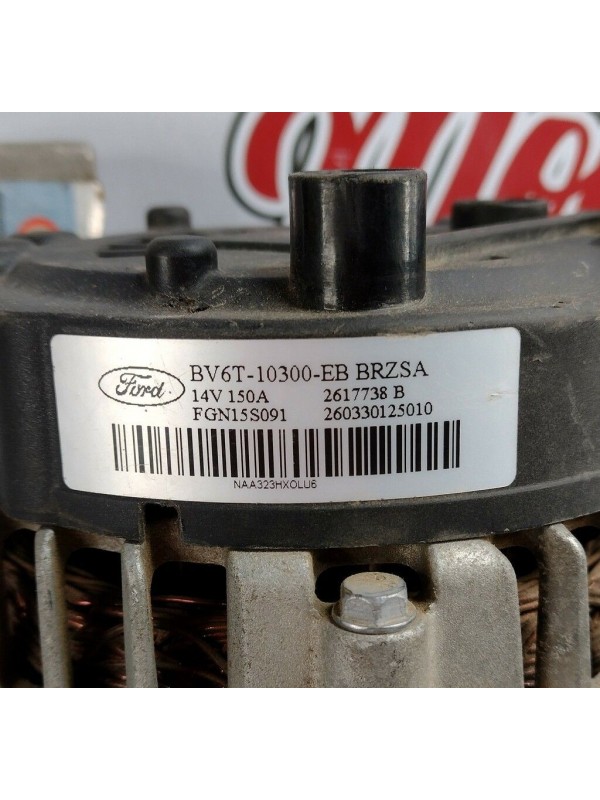 Ford
BV6T-10300-EB BRZSA
14V 150A 2617738 B
FGN15S091 260330125010
NAA323HXOLU6